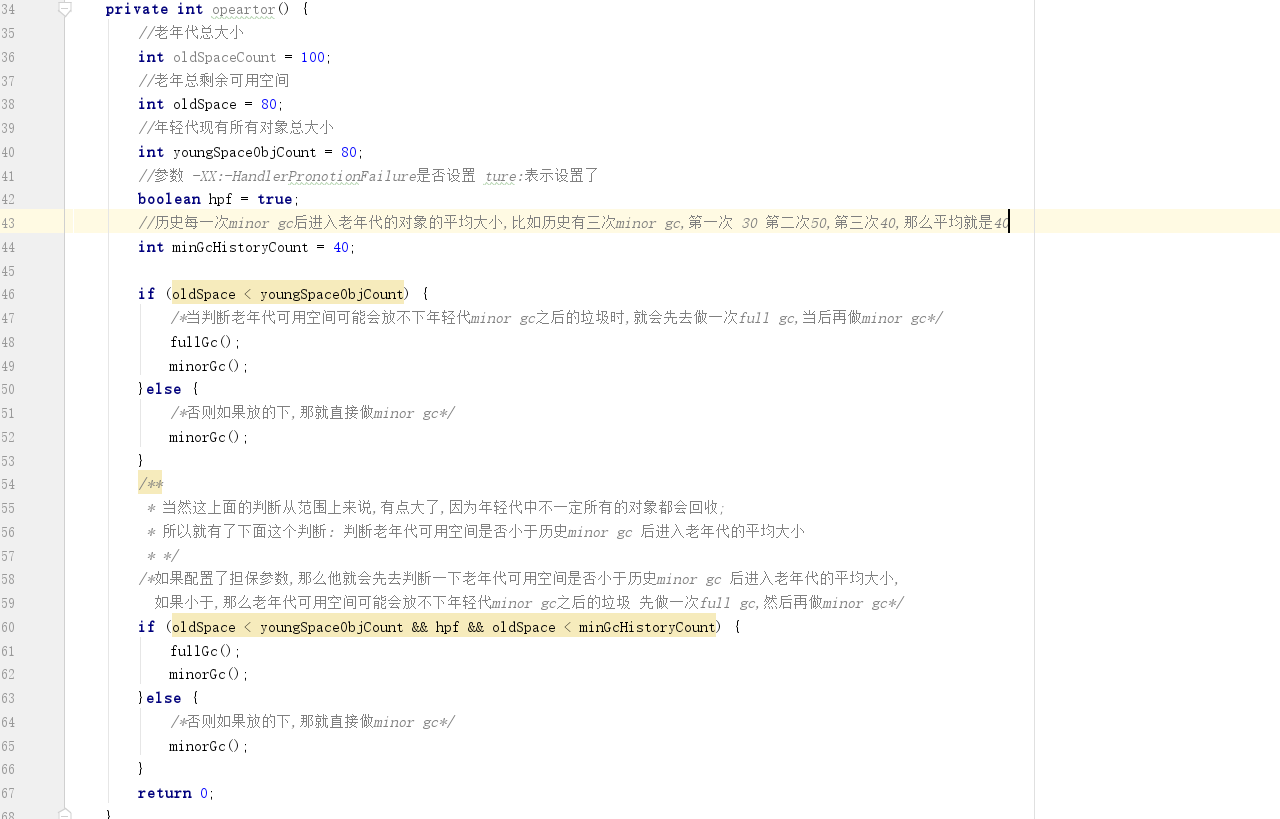 34 private int opeartor() {
35 //老年代总大小
36 int oldSpaceCount = 100;
37 //老年总剩余可用空间
38 int oldSpace = 80;
39 //年轻代现有所有对象总大小
40 int youngSpaceObjCount = 80;
41 //参数 -XX:-HandlerPronotionFailure是否设置 ture:表示设置了
42 boolean hpf = true;
43 //历史每一次minor gc后进入老年代的对象的平均大小,比如历史有三次minor gc,第一次 30 第二次50,第三次40,那么平均就是40
44 int minGcHistoryCount = 40;
45
46 if (oldSpace < youngSpaceObjCount) {
47 /*当判断老年代可用空间可能会放不下年轻代minor gc之后的垃圾时,就会先去做一次full gc,当后再做minor gc*/
48 fullGc();
49 minorGc();
50 }else {
51 /*否则如果放的下,那就直接做minor gc*/
52 minorGc();
53 }
54 /**
55 * 当然这上面的判断从范围上来说,有点大了,因为年轻代中不一定所有的对象都会回收;
56 * 所以就有了下面这个判断: 判断老年代可用空间是否小于历史minor gc 后进入老年代的平均大小
57 * */
58 /*如果配置了担保参数,那么他就会先去判断一下老年代可用空间是否小于历史minor gc 后进入老年代的平均大小,
59 如果小于,那么老年代可用空间可能会放不下年轻代minor gc之后的垃圾 先做一次full gc,然后再做minor gc*/
60 if (oldSpace < youngSpaceObjCount && hpf && oldSpace < minGcHistoryCount) {
61 fullGc();
62 minorGc();
63 }else {
64 /*否则如果放的下,那就直接做minor gc*/
65 minorGc();
66 }
67 return 0;
68 }